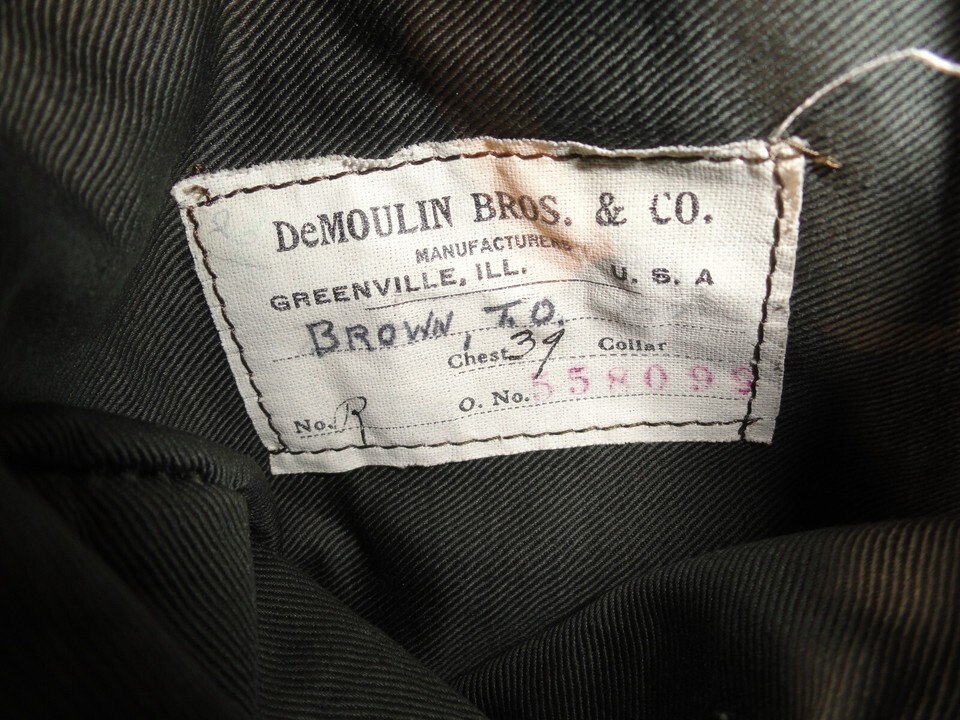 DeMOULIN BROS. & CO.
MANUFACTURERS
GREENVILLE, ILL. U. S. A
BROWN, T.O.
Chest 39 Collar
No. R O. No. 558099